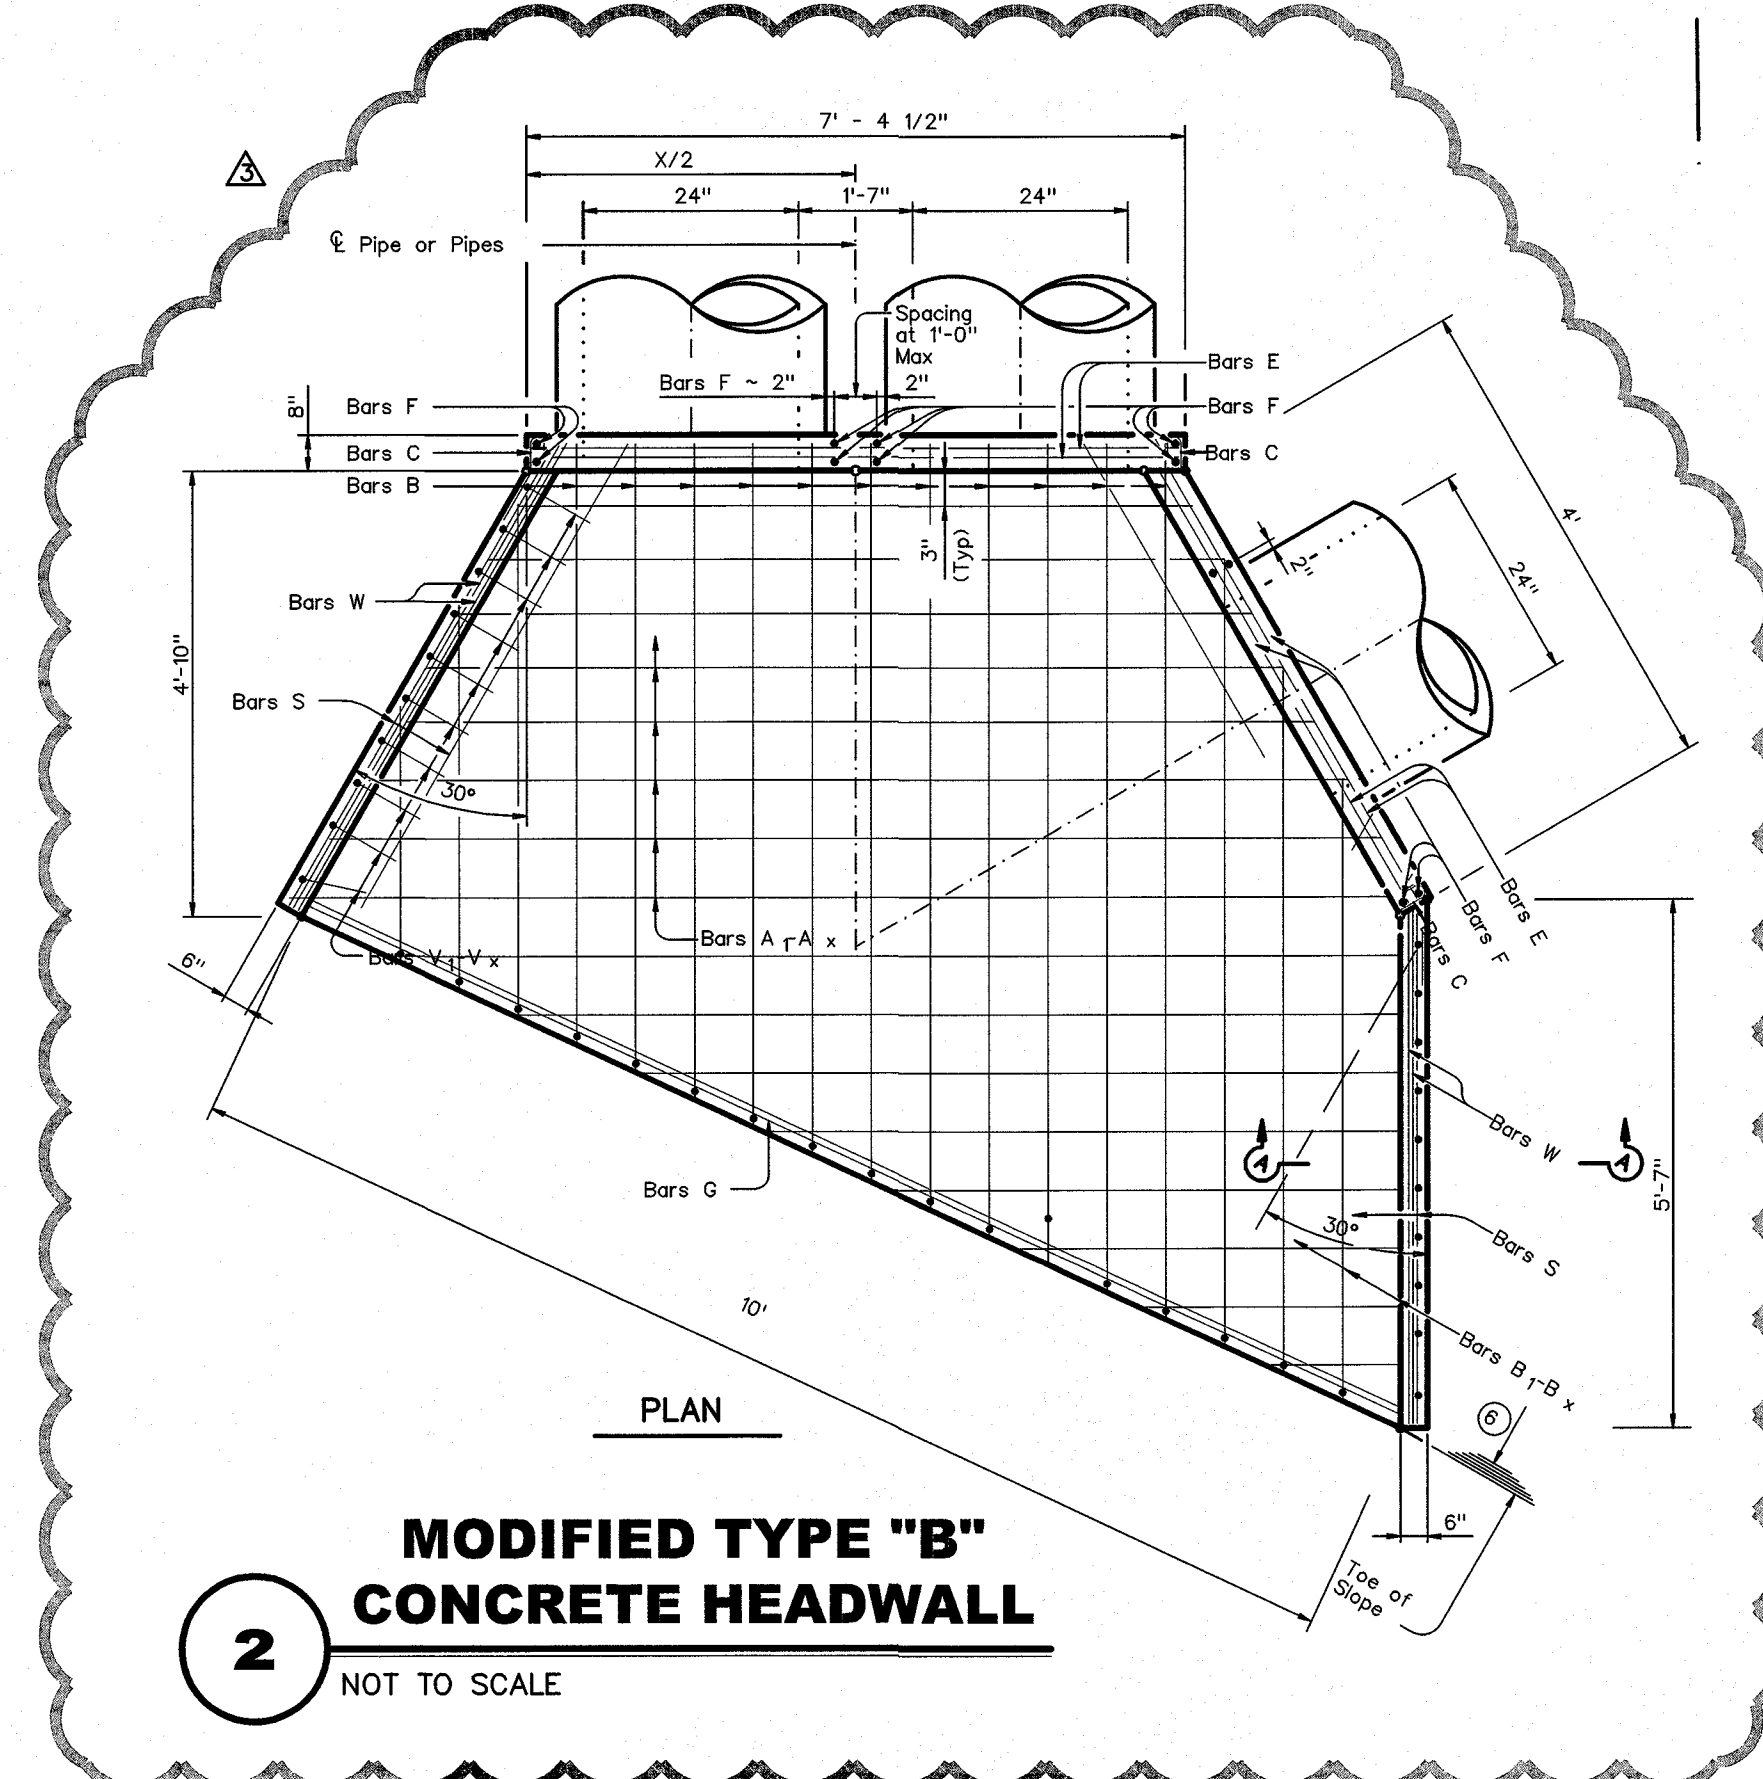 7' - 4 1/2"
X/2
24"
1'-7"
24"
3
℄ Pipe or Pipes
Spacing
at 1'-0"
Max
Bars F ~ 2"
2"
Bars E
8"
Bars F
Bars F
Bars C
Bars C
Bars B
4'
3"
(Typ)
2"
24"
Bars W
4'-10"
Bars S
30°
Bars E
Bars F
Bars C
Bars A 1-A x
Bars V 1-V x
6"
Bars W
A
A
5'-7"
Bars G
30°
Bars S
10'
Bars B 1-B x
6
PLAN
6"
Toe of
Slope
MODIFIED TYPE "B"
CONCRETE HEADWALL
2
NOT TO SCALE